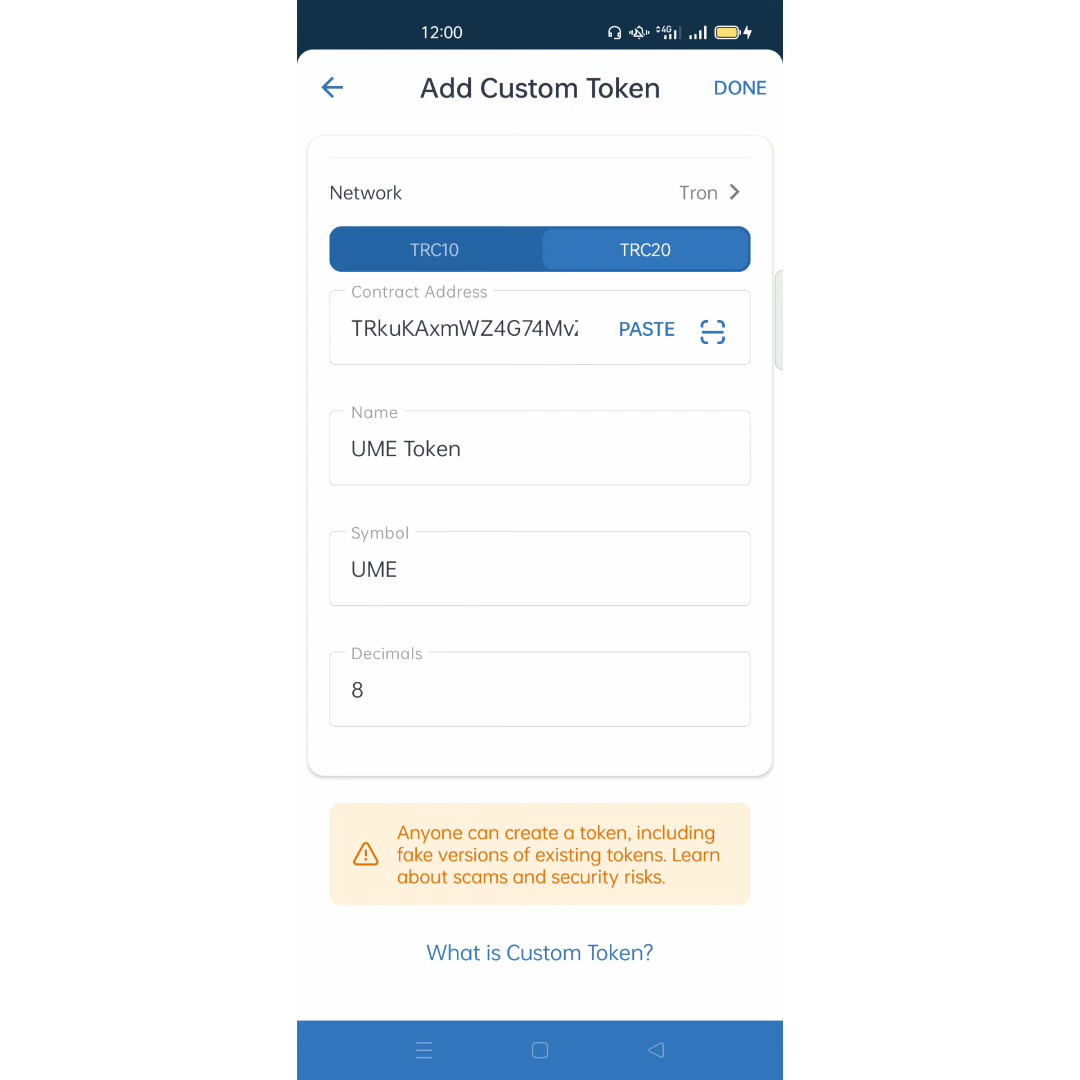 12:00
4G
Add Custom Token
DONE
Network
Tron
TRC10
TRC20
Contract Address
TRkuKAxmWZ4G74Mv
PASTE
Name
UME Token
Symbol
UME
Decimals
8
Anyone can create a token, including
fake versions of existing tokens. Learn
about scams and security risks.
What is Custom Token?